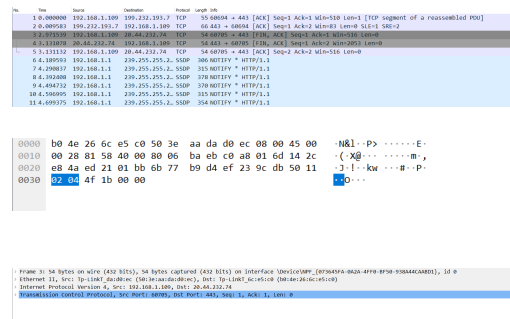 No. Time Source Destination Protocol Length Info
1 0.000000 192.168.1.109 199.232.193.7 TCP 55 60694 → 443 [ACK] Seq=1 Ack=1 Win=510 Len=1 [TCP segment of a reassembled PDU]
2 0.009583 199.232.193.7 192.168.1.109 TCP 66 443 → 60694 [ACK] Seq=1 Ack=2 Win=83 Len=0 SLE=1 SRE=2
3 2.971539 192.168.1.109 20.44.232.74 TCP 54 60705 → 443 [FIN, ACK] Seq=1 Ack=1 Win=516 Len=0
4 3.131078 20.44.232.74 192.168.1.109 TCP 54 443 → 60705 [FIN, ACK] Seq=1 Ack=2 Win=2053 Len=0
5 3.131132 192.168.1.109 20.44.232.74 TCP 54 60705 → 443 [ACK] Seq=2 Ack=2 Win=516 Len=0
6 4.189593 192.168.1.1 239.255.255.2… SSDP 306 NOTIFY * HTTP/1.1
7 4.290837 192.168.1.1 239.255.255.2… SSDP 315 NOTIFY * HTTP/1.1
8 4.392408 192.168.1.1 239.255.255.2… SSDP 378 NOTIFY * HTTP/1.1
9 4.494732 192.168.1.1 239.255.255.2… SSDP 370 NOTIFY * HTTP/1.1
10 4.596995 192.168.1.1 239.255.255.2… SSDP 315 NOTIFY * HTTP/1.1
11 4.699375 192.168.1.1 239.255.255.2… SSDP 354 NOTIFY * HTTP/1.1
0000 b0 4e 26 6c e5 c0 50 3e aa da d0 ec 08 00 45 00 ·N&l··P> ······E·
0010 00 28 81 58 40 00 80 06 ba eb c0 a8 01 6d 14 2c ·(·X@··· ·····m·,
0020 e8 4a ed 21 01 bb 6b 77 b9 d4 ef 23 9c db 50 11 ·J·!··kw ···#··P·
0030 02 04 4f 1b 00 00 ··O···
Frame 3: 54 bytes on wire (432 bits), 54 bytes captured (432 bits) on interface \Device\NPF_{073645FA-0A2A-4FF0-BF50-938A44CAABD1}, id 0
Ethernet II, Src: Tp-LinkT_da:d0:ec (50:3e:aa:da:d0:ec), Dst: Tp-LinkT_6c:e5:c0 (b0:4e:26:6c:e5:c0)
Internet Protocol Version 4, Src: 192.168.1.109, Dst: 20.44.232.74
Transmission Control Protocol, Src Port: 60705, Dst Port: 443, Seq: 1, Ack: 1, Len: 0